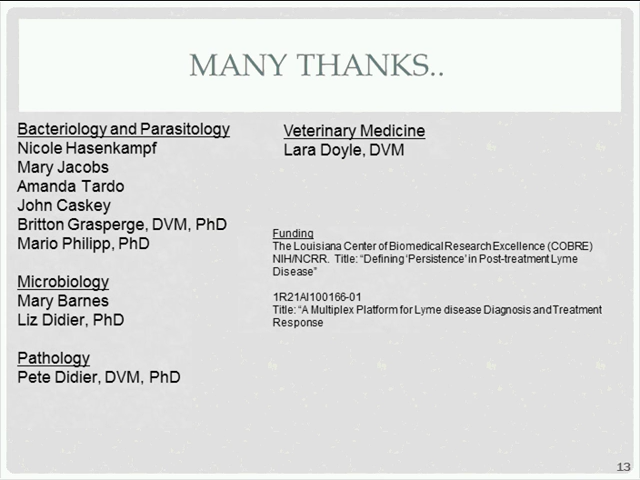 MANY THANKS..
Bacteriology and Parasitology
Nicole Hasenkampf
Mary Jacobs
Amanda Tardo
John Caskey
Britton Grasperge, DVM, PhD
Mario Philipp, PhD
Microbiology
Mary Barnes
Liz Didier, PhD
Pathology
Pete Didier, DVM, PhD
Veterinary Medicine
Lara Doyle, DVM
Funding
The Louisiana Center of Biomedical Research Excellence (COBRE)
NIH/NCRR. Title: “Defining ‘Persistence’ in Post-treatment Lyme
Disease”
1R21AI100166-01
Title: “A Multiplex Platform for Lyme disease Diagnosis and Treatment
Response
13